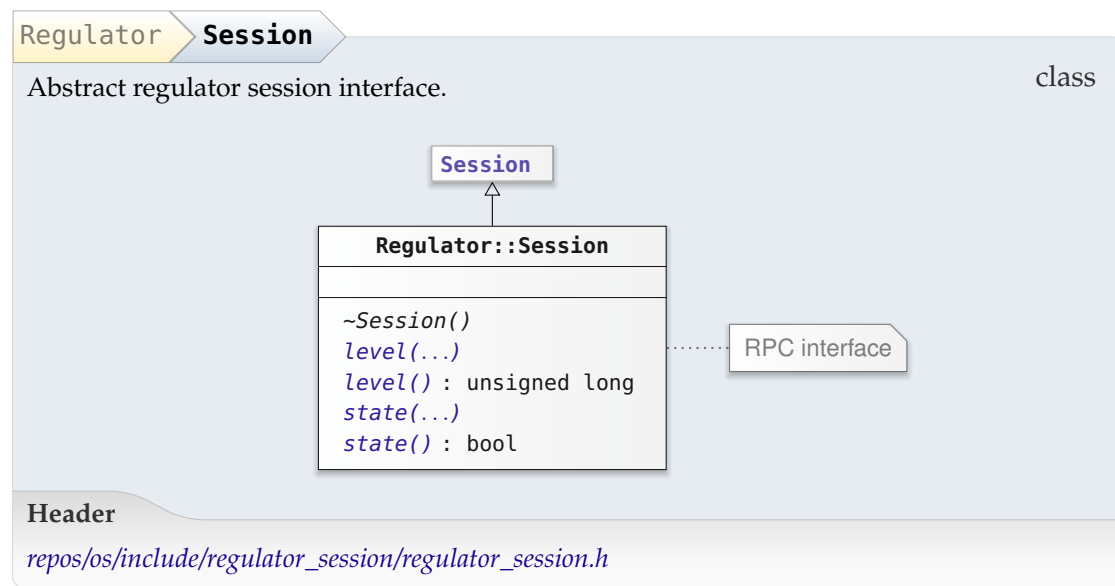 Regulator Session
Abstract regulator session interface.
class
Session
Regulator::Session
~Session()
level(...)
level() : unsigned long
state(...)
state() : bool
RPC interface
Header
repos/os/include/regulator_session/regulator_session.h